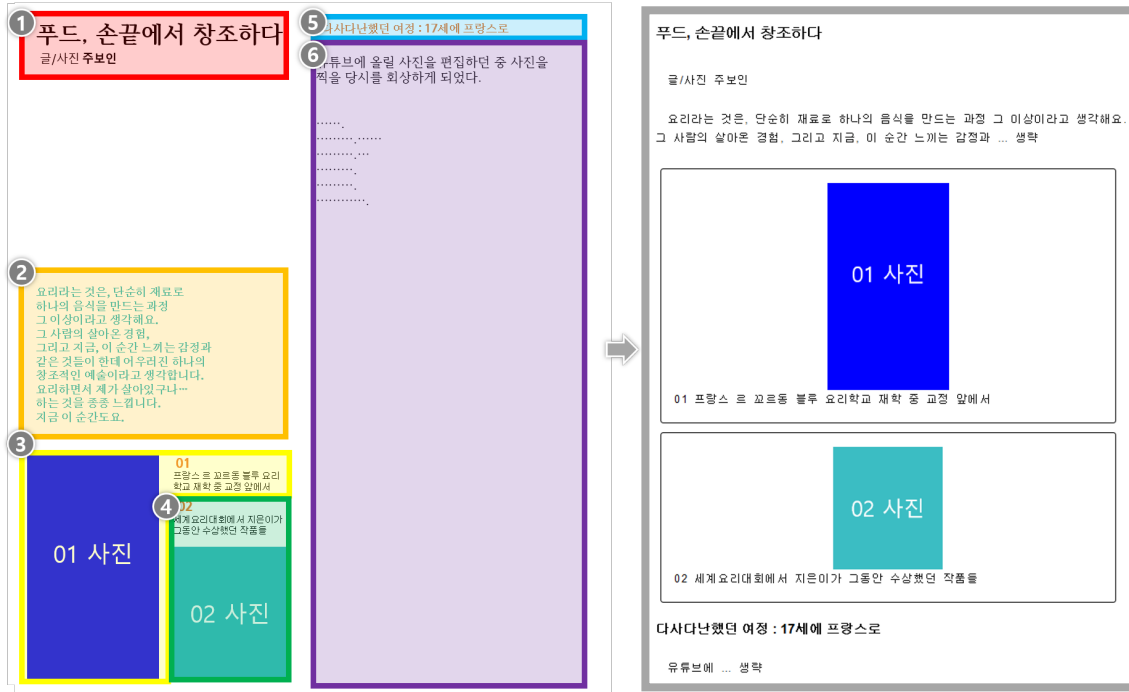 1
푸드, 손끝에서 창조하다
글/사진 주보인
2
요리라는 것은, 단순히 재료로
하나의 음식을 만드는 과정
그 이상이라고 생각해요.
그 사람의 살아온 경험,
그리고 지금, 이 순간 느끼는 감정과
같은 것들이 한데 어우러진 하나의
창조적인 예술이라고 생각합니다.
요리하면서 제가 살아있구나…
하는 것을 종종 느낍니다.
지금 이 순간도요.
3
01 사진
01
프랑스 르 꼬르동 블루 요리
학교 재학 중 교정 앞에서
4
02
세계요리대회에서 지은이가
그동안 수상했던 작품들
02 사진
5
다사다난했던 여정 : 17세에 프랑스로
6
유튜브에 올릴 사진을 편집하던 중 사진을
찍을 당시를 회상하게 되었다.
…….
……….……
……….…
……….
……….
………….
푸드, 손끝에서 창조하다
글/사진 주보인
요리라는 것은, 단순히 재료로 하나의 음식을 만드는 과정 그 이상이라고 생각해요.
그 사람의 살아온 경험, 그리고 지금, 이 순간 느끼는 감정과 … 생략
01 사진
01 프랑스 르 꼬르동 블루 요리학교 재학 중 교정 앞에서
02 사진
02 세계요리대회에서 지은이가 그동안 수상했던 작품들
다사다난했던 여정 : 17세에 프랑스로
유튜브에 … 생략